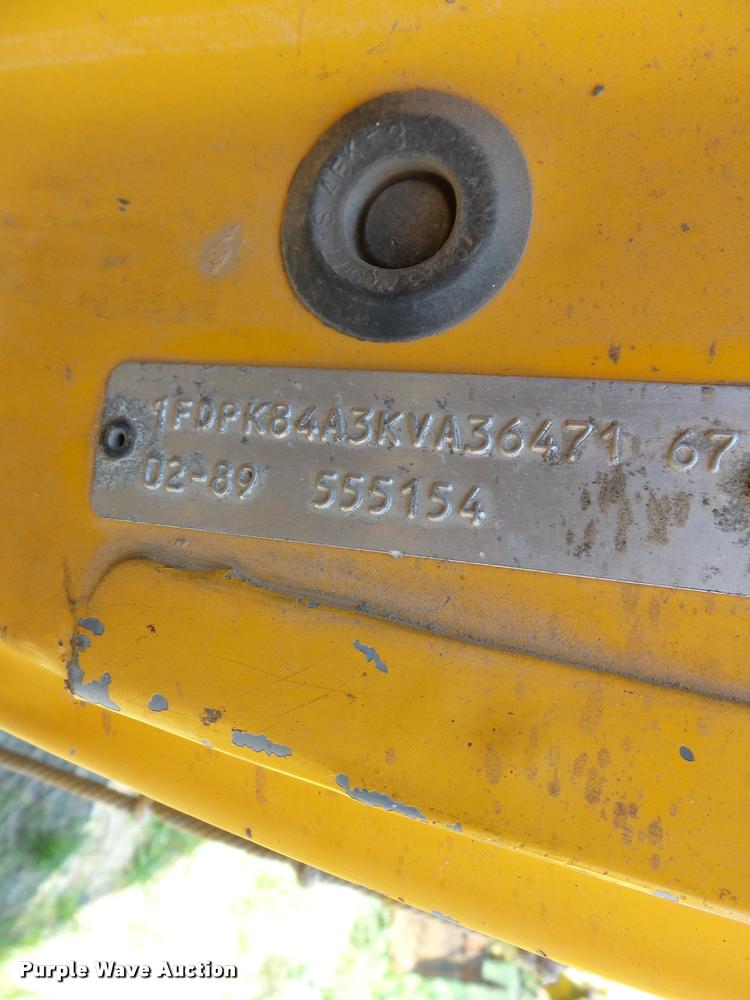 1FDPK84A3KVA36471 67
02-89 555154
Purple Wave Auction